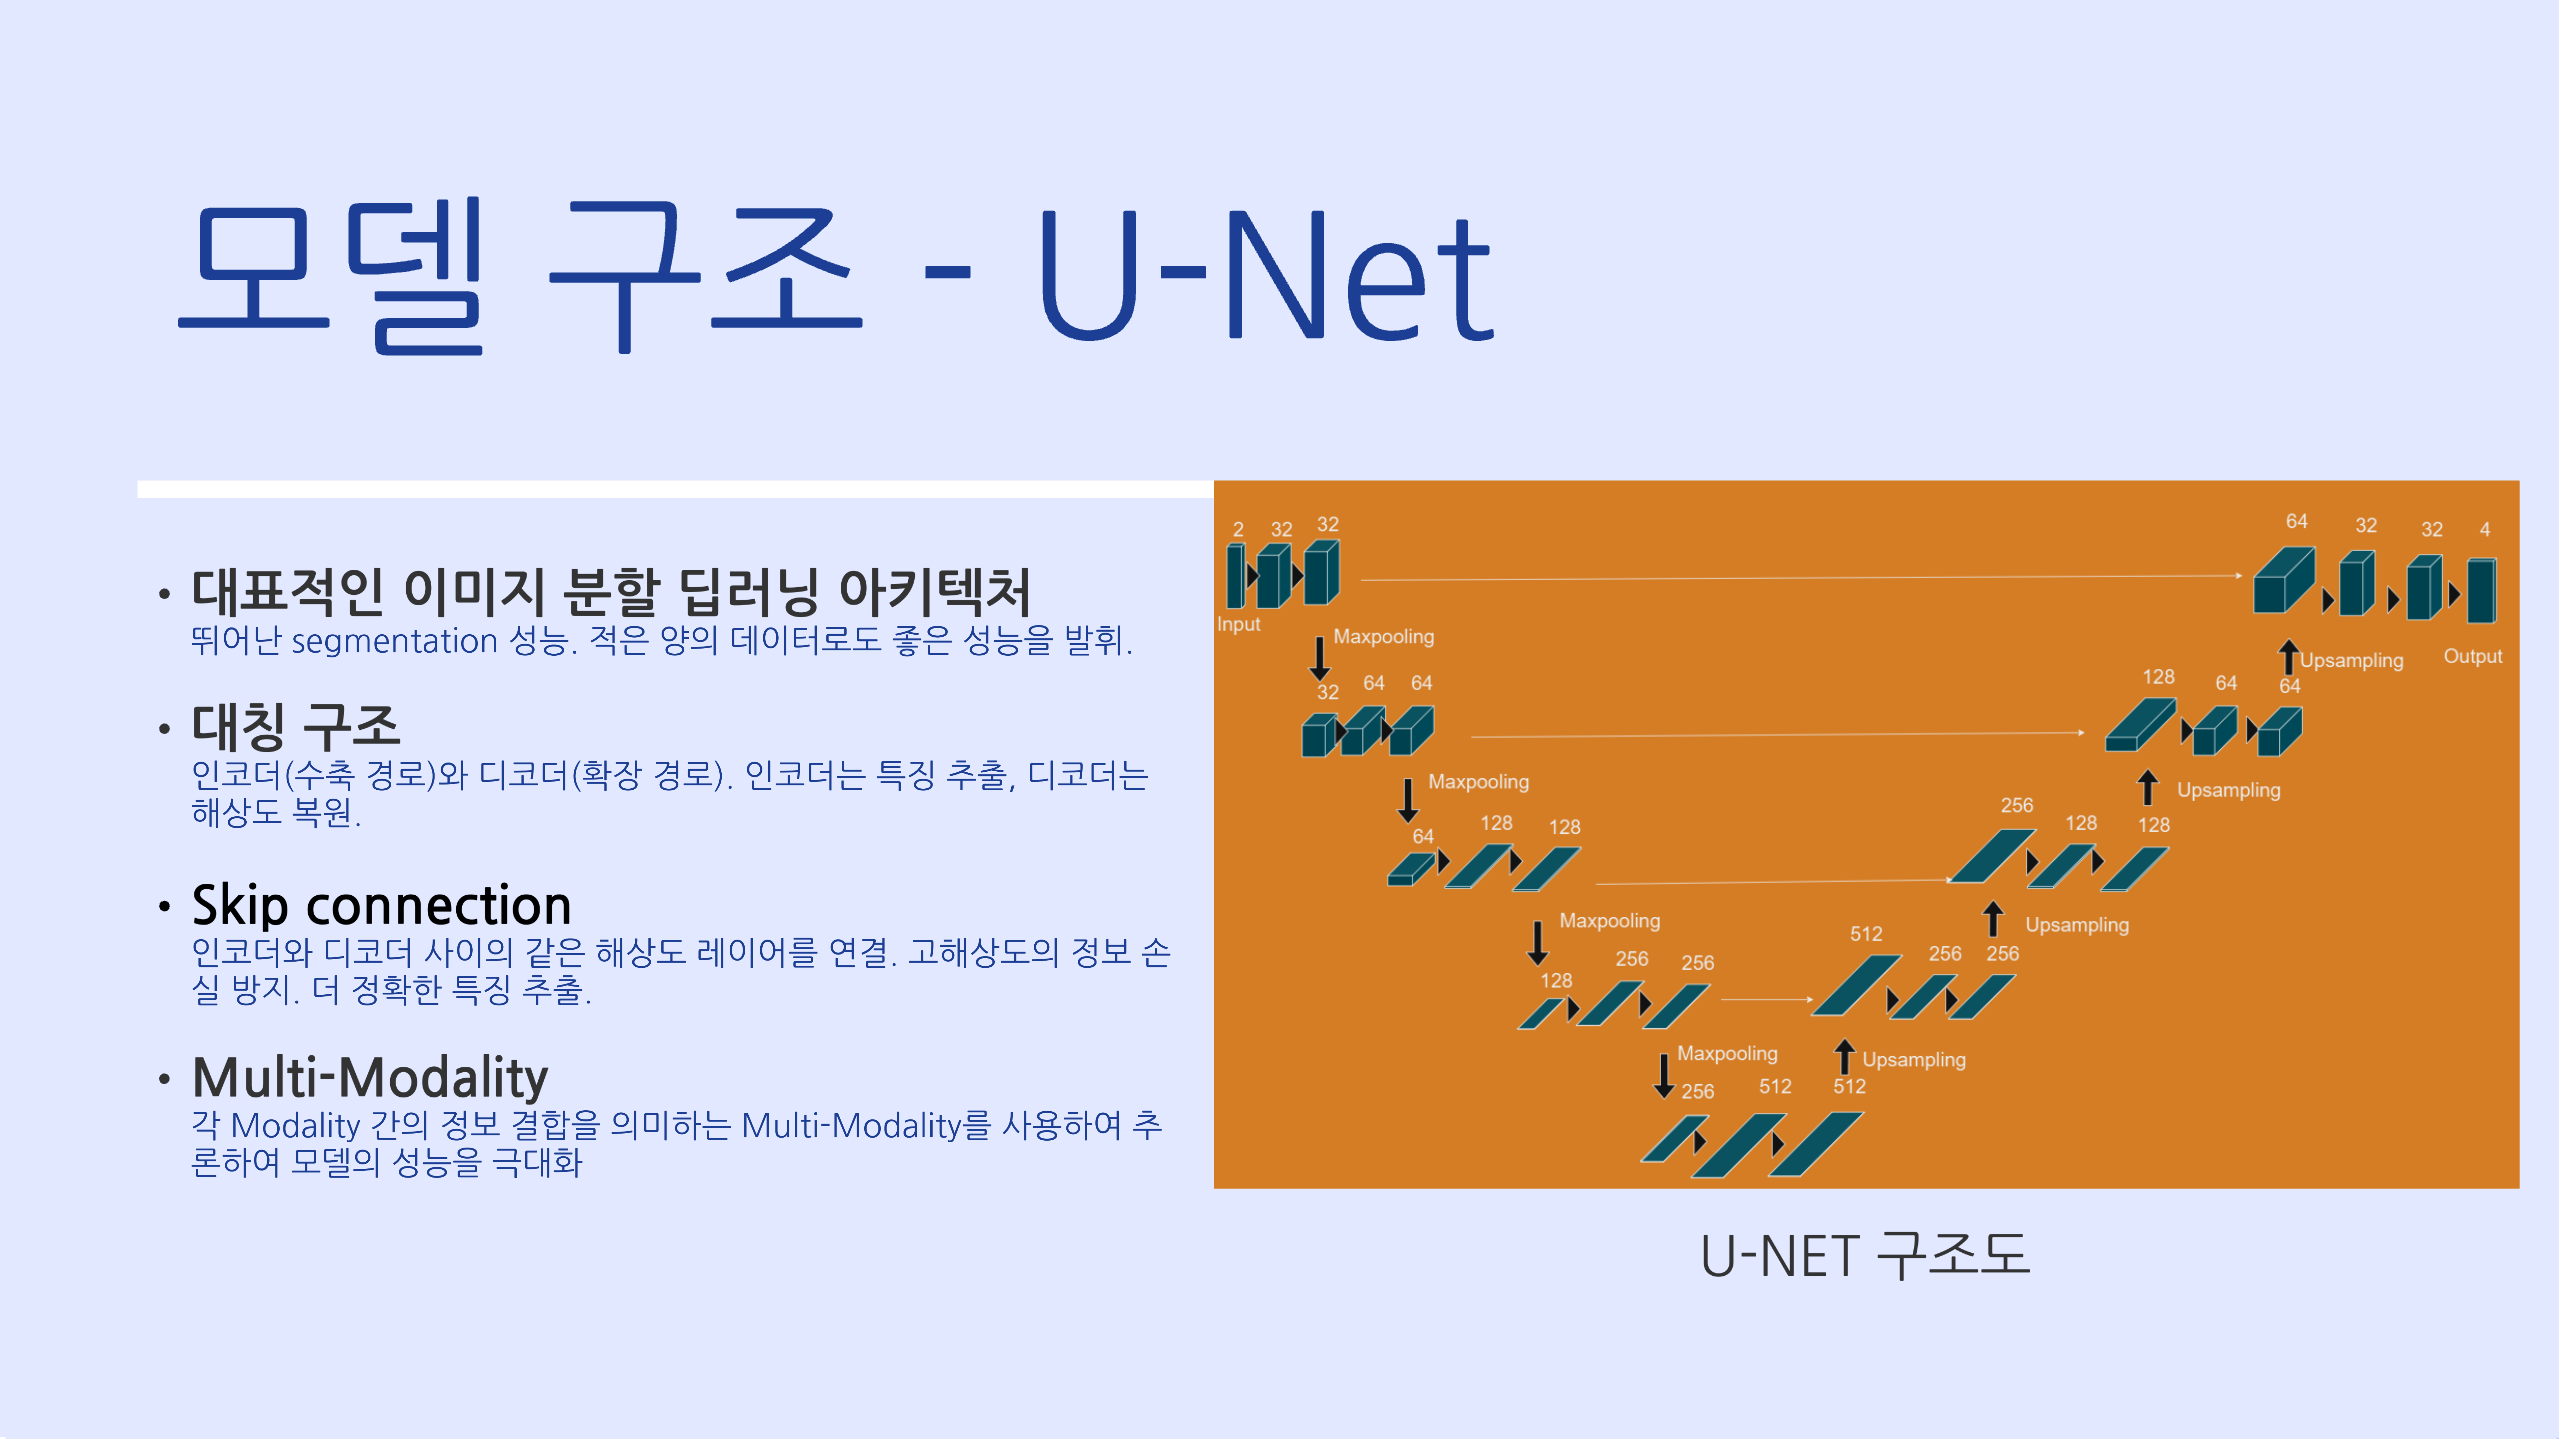 모델 구조 - U-Net
• 대표적인 이미지 분할 딥러닝 아키텍처
뛰어난 segmentation 성능. 적은 양의 데이터로도 좋은 성능을 발휘.
• 대칭 구조
인코더(수축 경로)와 디코더(확장 경로). 인코더는 특징 추출, 디코더는
해상도 복원.
• Skip connection
인코더와 디코더 사이의 같은 해상도 레이어를 연결. 고해상도의 정보 손
실 방지. 더 정확한 특징 추출.
• Multi-Modality
각 Modality 간의 정보 결합을 의미하는 Multi-Modality를 사용하여 추
론하여 모델의 성능을 극대화
2 32 32 64 32 32 4
Input
Maxpooling Upsampling Output
32 64 64 128 64 64
Maxpooling Upsampling
64 128 128 256 128 128
Maxpooling Upsampling
128 256 256 512 256 256
Maxpooling Upsampling
256 512 512
U-NET 구조도